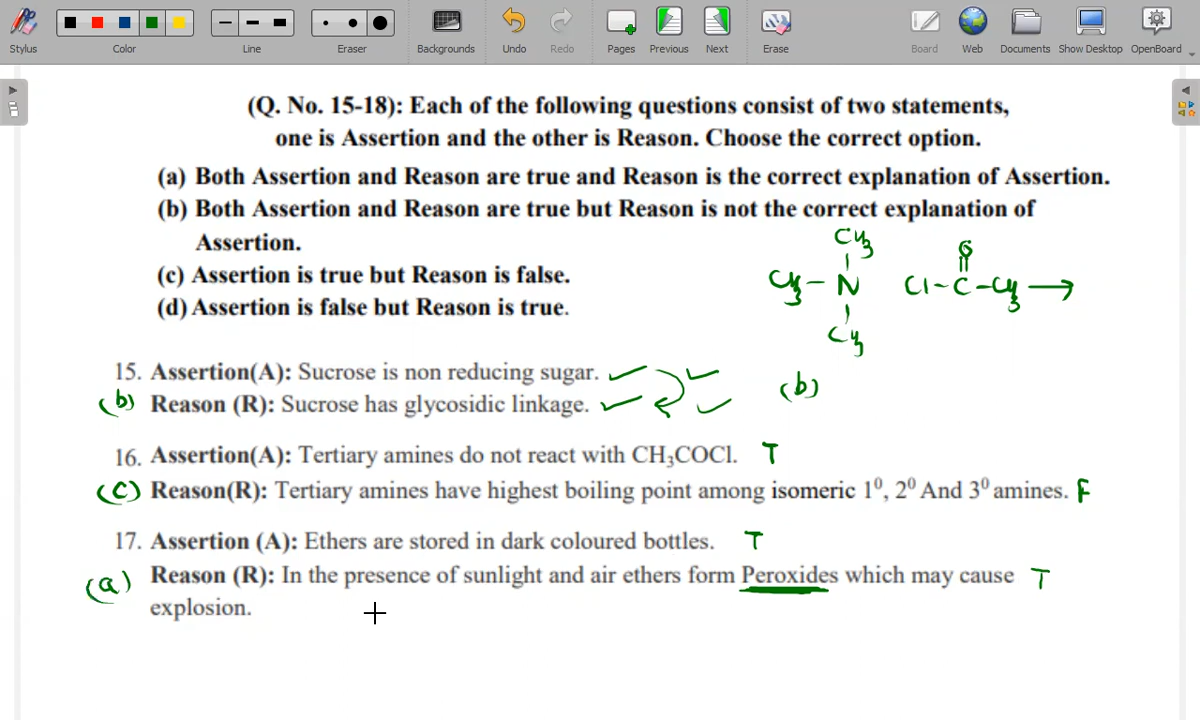 Stylus Color Line Eraser Backgrounds Undo Redo Pages Previous Next Erase Board Web Documents Show Desktop OpenBoard
(Q. No. 15-18): Each of the following questions consist of two statements,
one is Assertion and the other is Reason. Choose the correct option.
(a) Both Assertion and Reason are true and Reason is the correct explanation of Assertion.
(b) Both Assertion and Reason are true but Reason is not the correct explanation of
Assertion.
(c) Assertion is true but Reason is false.
(d) Assertion is false but Reason is true.
CH₃
CH₃ – N Cl – C – CH₃ →
O
CH₃
15. Assertion(A): Sucrose is non reducing sugar. ✓ ✓
(b)
(b) Reason (R): Sucrose has glycosidic linkage. ✓ ✓
16. Assertion(A): Tertiary amines do not react with CH₃COCl. T
(C) Reason(R): Tertiary amines have highest boiling point among isomeric 1⁰, 2⁰ And 3⁰ amines. F
17. Assertion (A): Ethers are stored in dark coloured bottles. T
(a) Reason (R): In the presence of sunlight and air ethers form Peroxides which may cause T
explosion.